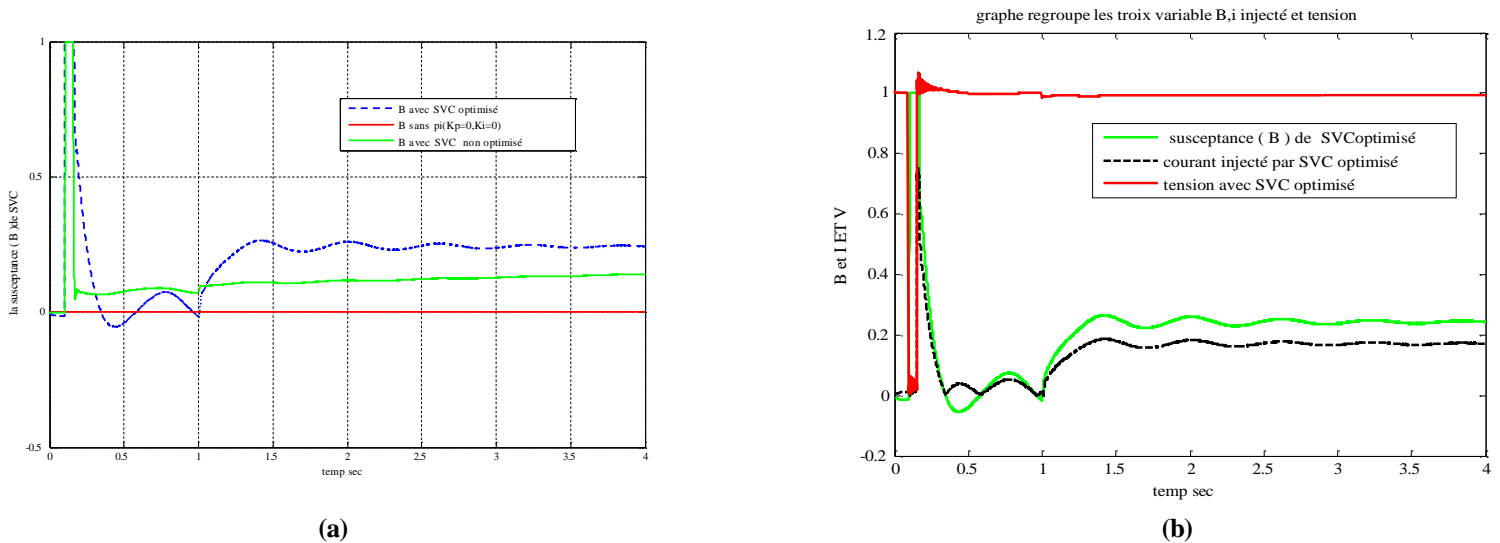 1
0.5
0
-0.5
0
0.5
1
1.5
2
2.5
3
3.5
4
la susceptance ( B )de SVC
temp sec
B avec SVC optimisé
B sans pi(Kp=0,Ki=0)
B avec SVC non optimisé
(a)
graphe regroupe les troix variable B,i injecté et tension
1.2
1
0.8
0.6
0.4
0.2
0
-0.2
0
0.5
1
1.5
2
2.5
3
3.5
4
B et I ET V
temp sec
susceptance ( B ) de SVCoptimisé
courant injecté par SVC optimisé
tension avec SVC optimisé
(b)